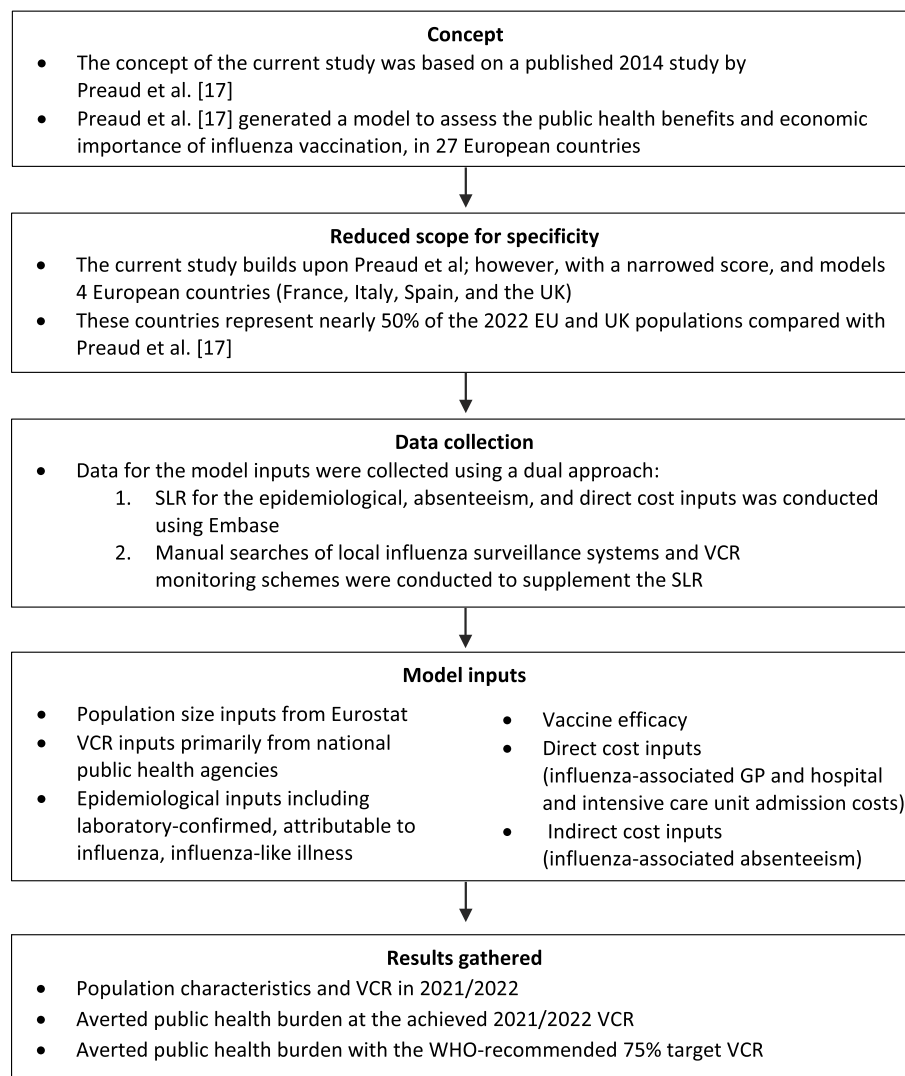 Concept
• The concept of the current study was based on a published 2014 study by
Preaud et al. [17]
• Preaud et al. [17] generated a model to assess the public health benefits and economic
importance of influenza vaccination, in 27 European countries
Reduced scope for specificity
• The current study builds upon Preaud et al; however, with a narrowed score, and models
4 European countries (France, Italy, Spain, and the UK)
• These countries represent nearly 50% of the 2022 EU and UK populations compared with
Preaud et al. [17]
Data collection
• Data for the model inputs were collected using a dual approach:
1. SLR for the epidemiological, absenteeism, and direct cost inputs was conducted
using Embase
2. Manual searches of local influenza surveillance systems and VCR
monitoring schemes were conducted to supplement the SLR
Model inputs
• Population size inputs from Eurostat
• VCR inputs primarily from national
public health agencies
• Epidemiological inputs including
laboratory-confirmed, attributable to
influenza, influenza-like illness
• Vaccine efficacy
• Direct cost inputs
(influenza-associated GP and hospital
and intensive care unit admission costs)
• Indirect cost inputs
(influenza-associated absenteeism)
Results gathered
• Population characteristics and VCR in 2021/2022
• Averted public health burden at the achieved 2021/2022 VCR
• Averted public health burden with the WHO-recommended 75% target VCR